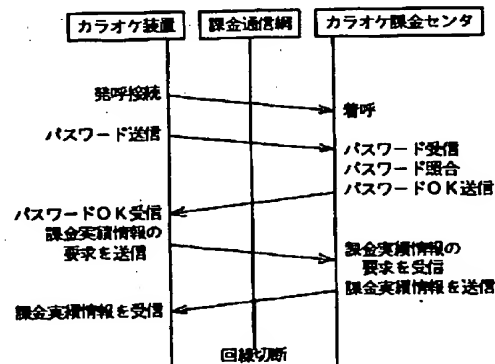 カラオケ装置
課金通信網
カラオケ課金センタ
発呼接続
着呼
パスワード送信
パスワード受信
パスワード照合
パスワードOK送信
パスワードOK受信
課金実績情報の
要求を送信
課金実績情報の
要求を受信
課金実績情報を送信
課金実績情報を受信
回線切断